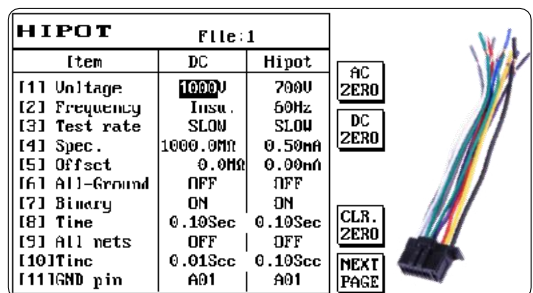 HIPOT File:1
Item DC Hipot
[1] Voltage 1000V 700V
[2] Frequency Insu. 60Hz
[3] Test rate SLOW SLOW
[4] Spec. 1000.0MΩ 0.50mA
[5] Offset 0.0MΩ 0.00mA
[6] All-Ground OFF OFF
[7] Binary ON ON
[8] Time 0.10Sec 0.10Sec
[9] All nets OFF OFF
[10]Time 0.01Sec 0.10Sec
[11]GND pin A01 A01
AC
ZERO
DC
ZERO
CLR.
ZERO
NEXT
PAGE